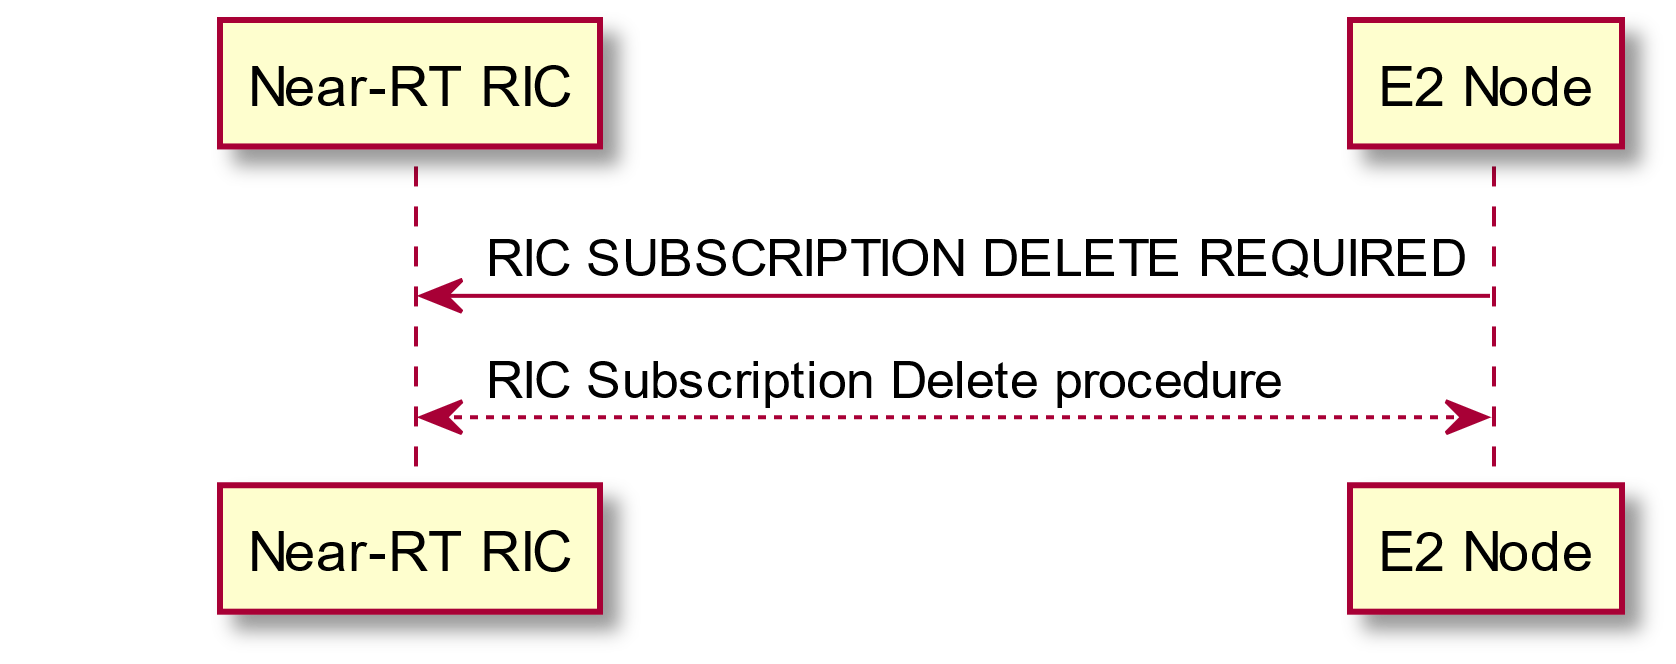 Near-RT RIC
E2 Node
RIC SUBSCRIPTION DELETE REQUIRED
RIC Subscription Delete procedure
Near-RT RIC
E2 Node